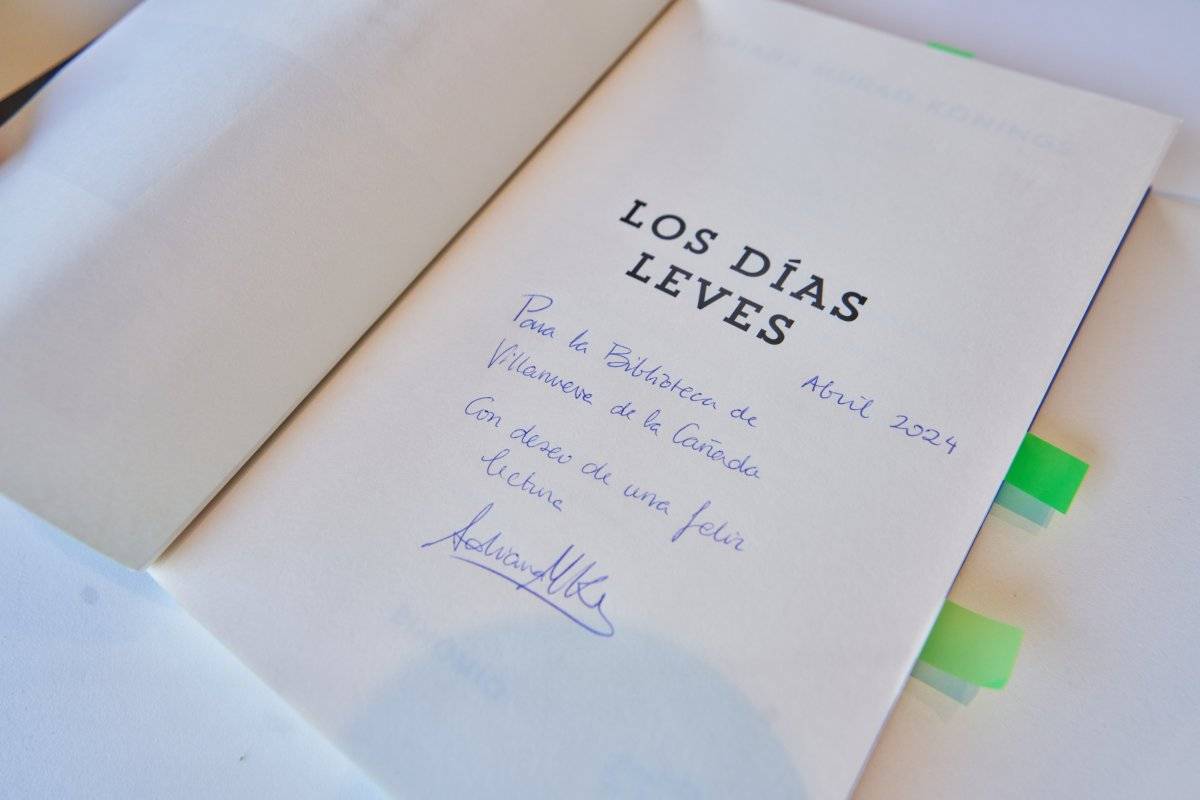 LOS DÍAS
LEVES
Abril 2024
Para la Biblioteca de
Villanueva de la Cañada
Con deseo de una feliz
lectura